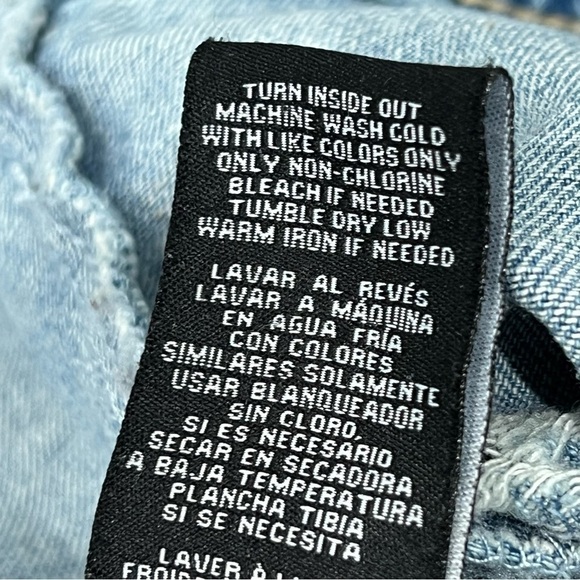 TURN INSIDE OUT
MACHINE WASH COLD
WITH LIKE COLORS ONLY
ONLY NON-CHLORINE
BLEACH IF NEEDED
TUMBLE DRY LOW
WARM IRON IF NEEDED
LAVAR AL REVÉS
LAVAR A MÁQUINA
EN AGUA FRÍA
CON COLORES
SIMILARES SOLAMENTE
USAR BLANQUEADOR
SIN CLORO,
SI ES NECESARIO
SECAR EN SECADORA
A BAJA TEMPERATURA
PLANCHA TIBIA
SI SE NECESITA
LAVER À